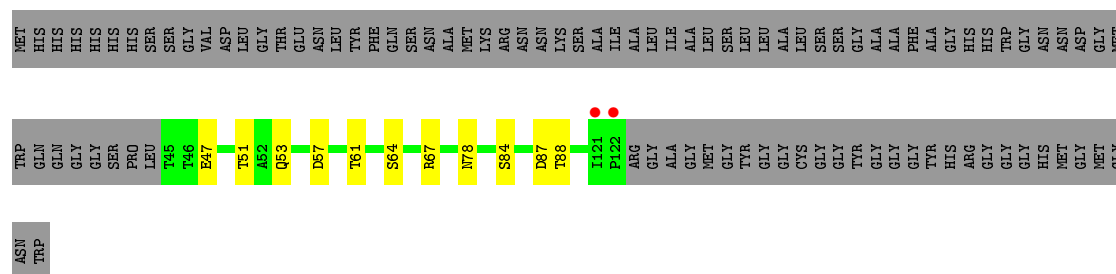 MET HIS HIS HIS HIS HIS HIS SER SER GLY VAL ASP LEU GLY THR GLU ASN LEU TYR PHE GLN SER ASN ALA MET LYS ARG ASN ASN LYS SER ALA ILE ALA LEU ILE ALA LEU SER LEU LEU ALA LEU SER SER GLY ALA ALA PHE ALA GLY HIS HIS TRP GLY ASN ASN ASP GLY MET
TRP GLN GLN GLY GLY SER PRO LEU T45 T46 E47 T51 A52 Q53 D57 T61 S64 R67 N78 S84 D87 T88 I121 P122 ARG GLY ALA GLY MET GLY TYR GLY GLY CYS GLY GLY TYR GLY GLY GLY TYR HIS ARG GLY GLY GLY HIS MET GLY MET GLY
ASN TRP